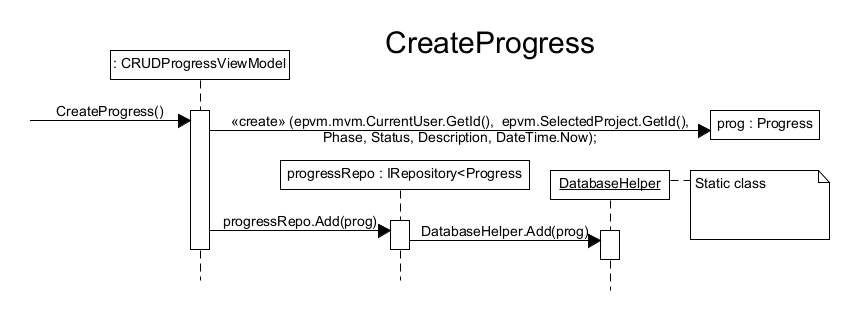 CreateProgress
: CRUDProgressViewModel
CreateProgress()
«create» (epvm.mvm.CurrentUser.GetId(), epvm.SelectedProject.GetId(),
Phase, Status, Description, DateTime.Now);
prog : Progress
progressRepo : IRepository<Progress
DatabaseHelper
Static class
progressRepo.Add(prog)
DatabaseHelper.Add(prog)